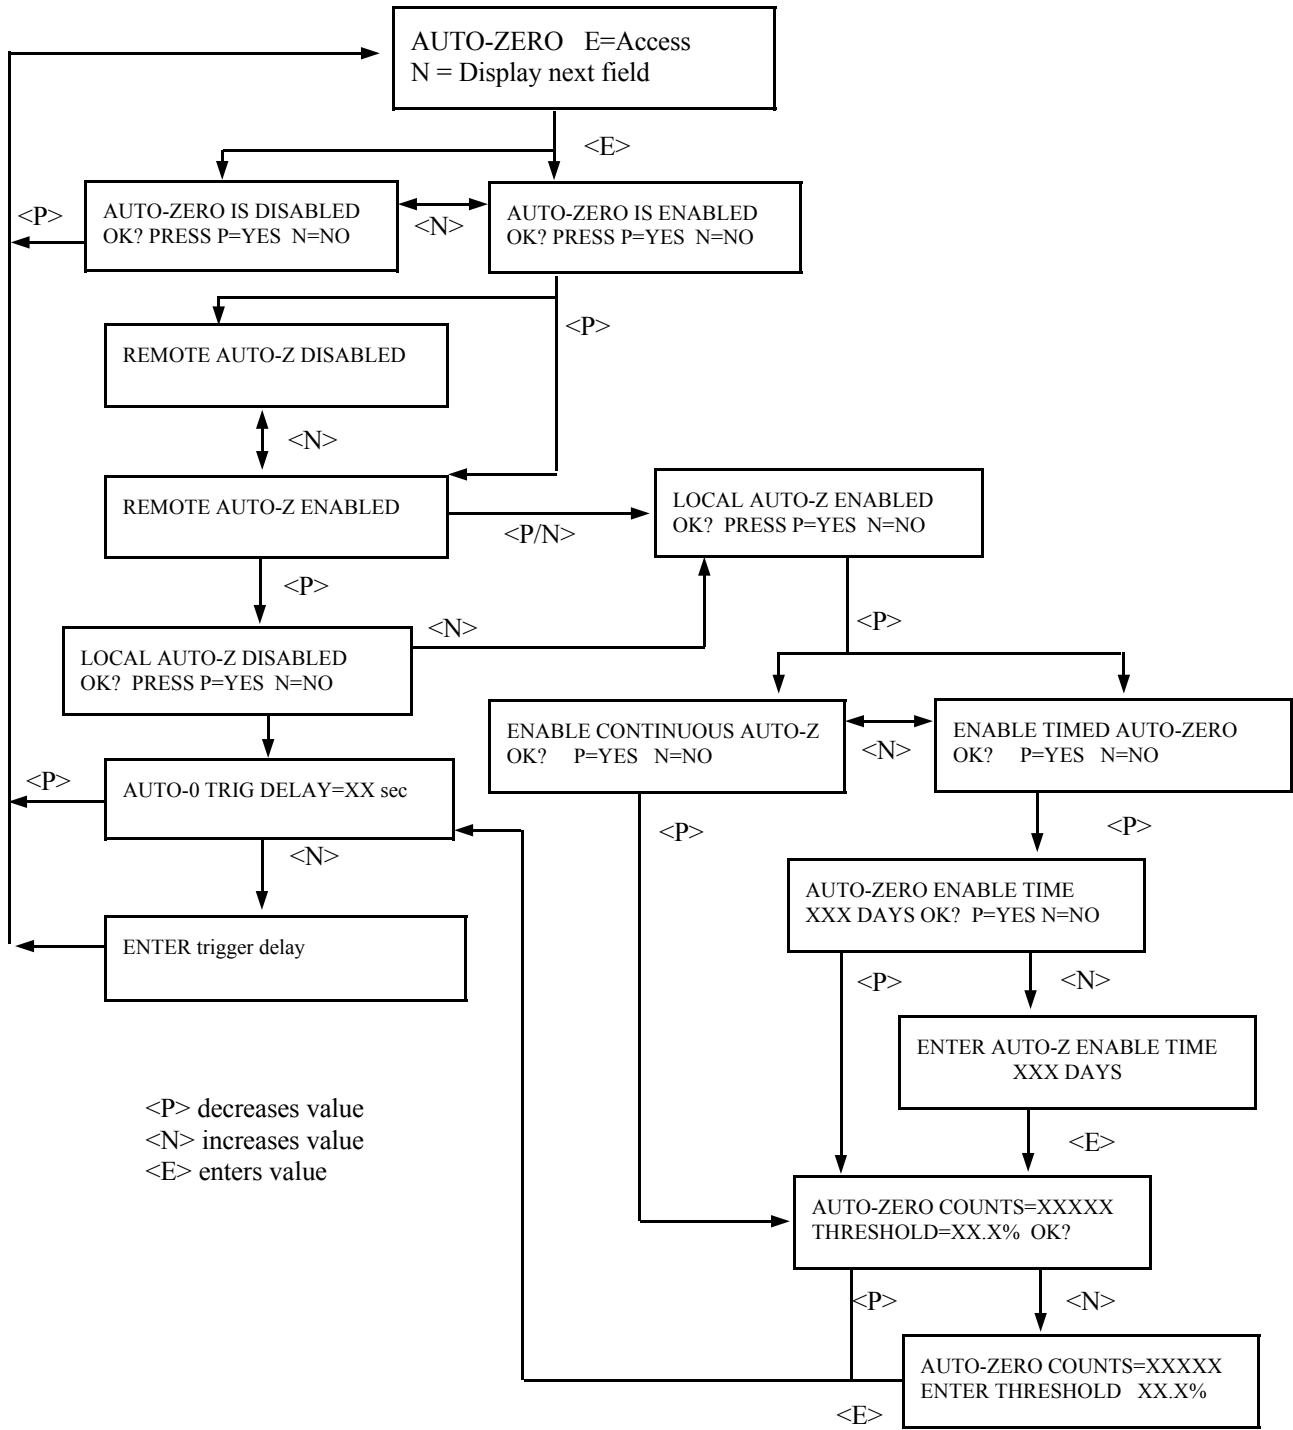 AUTO-ZERO   E=Access
N = Display next field
<E>
<P>
AUTO-ZERO IS DISABLED
OK? PRESS P=YES  N=NO
<N>
AUTO-ZERO IS ENABLED
OK? PRESS P=YES  N=NO
<P>
REMOTE AUTO-Z DISABLED
<N>
REMOTE AUTO-Z ENABLED
<P/N>
LOCAL AUTO-Z ENABLED
OK?  PRESS P=YES  N=NO
<P>
<N>
<P>
LOCAL AUTO-Z DISABLED
OK?  PRESS P=YES  N=NO
ENABLE CONTINUOUS AUTO-Z
OK?    P=YES   N=NO
<N>
ENABLE TIMED AUTO-ZERO
OK?    P=YES   N=NO
<P>
AUTO-0 TRIG DELAY=XX sec
<P>
<P>
<N>
AUTO-ZERO ENABLE TIME
XXX DAYS OK?  P=YES N=NO
ENTER trigger delay
<P>
<N>
ENTER AUTO-Z ENABLE TIME
XXX DAYS
<P> decreases value
<N> increases value
<E> enters value
<E>
AUTO-ZERO COUNTS=XXXXX
THRESHOLD=XX.X%  OK?
<P>
<N>
AUTO-ZERO COUNTS=XXXXX
ENTER THRESHOLD   XX.X%
<E>